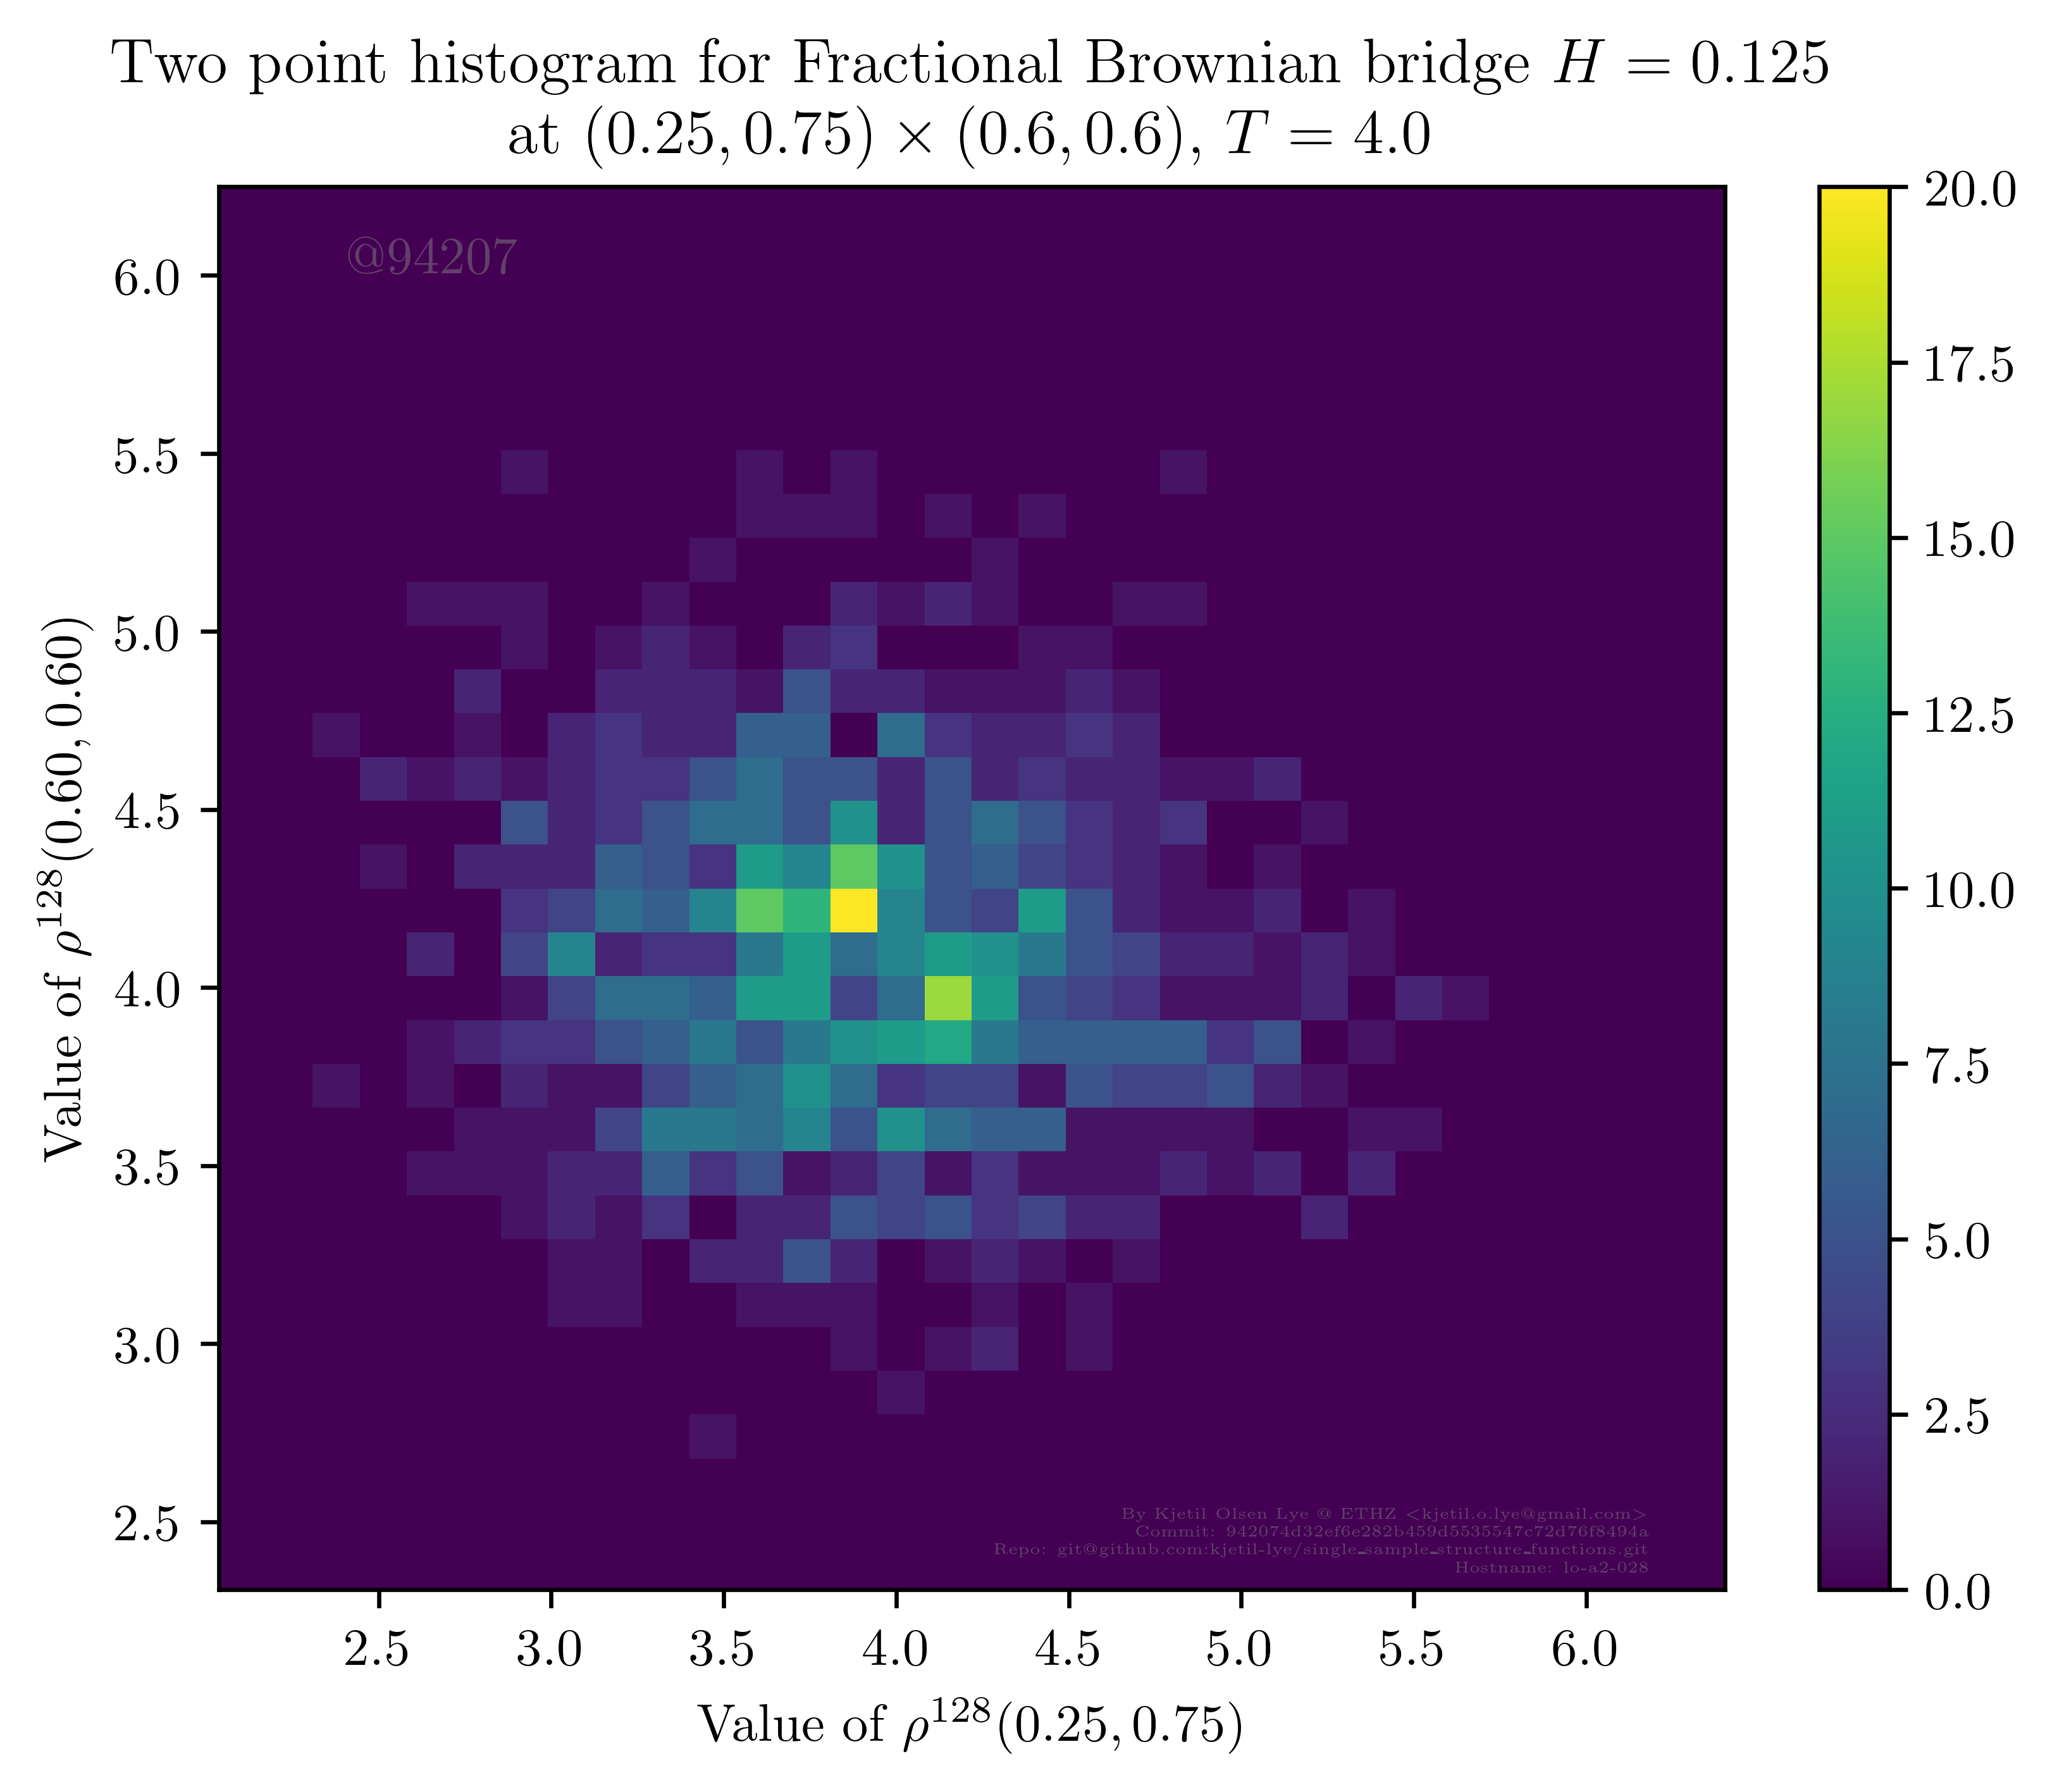 Two point histogram for Fractional Brownian bridge H = 0.125
at (0.25, 0.75) × (0.6, 0.6), T = 4.0
@94207
6.0
5.5
5.0
4.5
4.0
3.5
3.0
2.5
Value of ρ^128(0.60, 0.60)
20.0
17.5
15.0
12.5
10.0
7.5
5.0
2.5
0.0
By Kjetil Olsen Lye @ ETHZ <kjetil.o.lye@gmail.com>
Commit: 942074d32ef6e282b459d5535547c72d76f8494a
Repo: git@github.com:kjetil-lye/single_sample_structure_functions.git
Hostname: lo-a2-028
2.5 3.0 3.5 4.0 4.5 5.0 5.5 6.0
Value of ρ^128(0.25, 0.75)